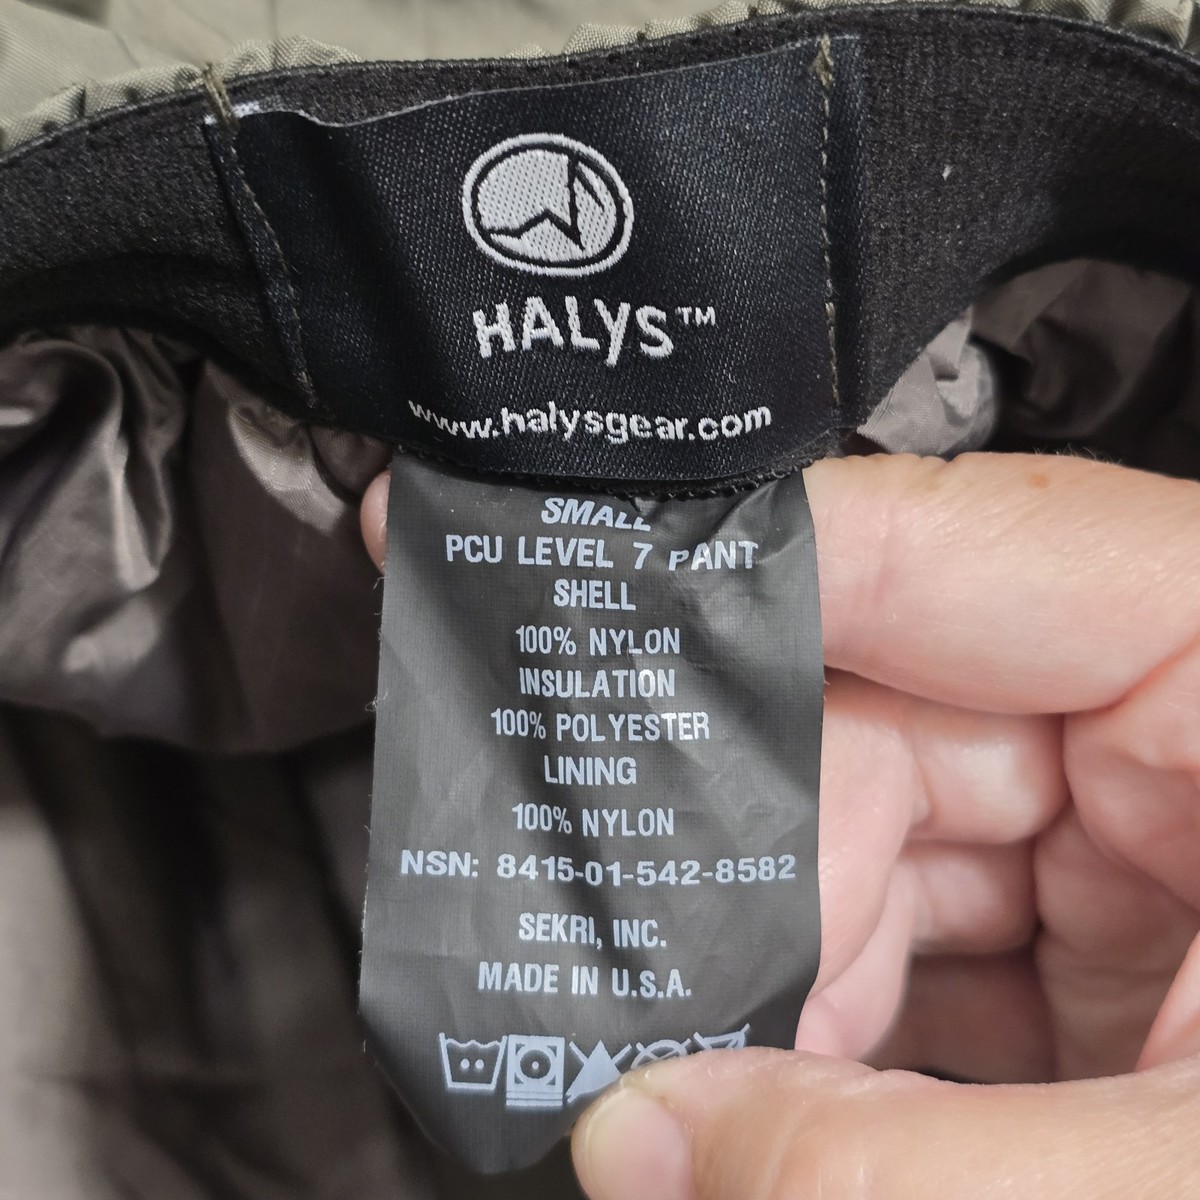 HALYS™
www.halysgear.com
SMALL
PCU LEVEL 7 PANT
SHELL
100% NYLON
INSULATION
100% POLYESTER
LINING
100% NYLON
NSN: 8415-01-542-8582
SEKRI, INC.
MADE IN U.S.A.